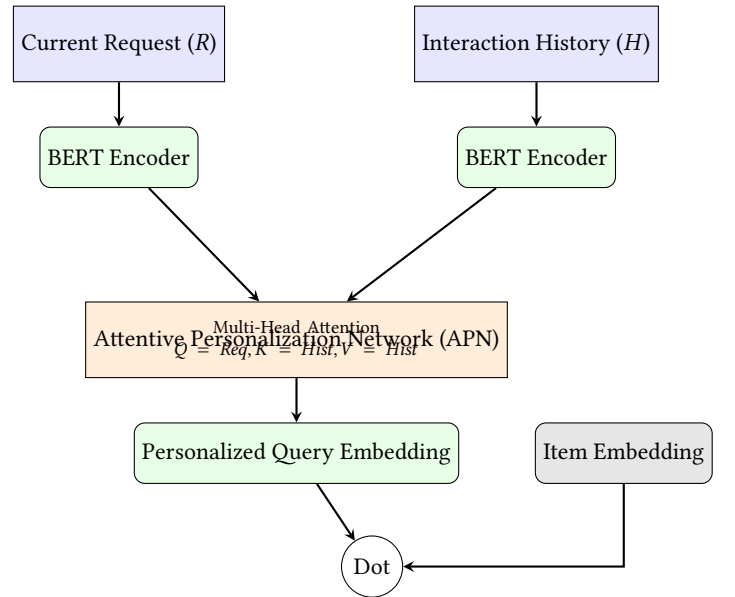 Current Request (R)
Interaction History (H)
BERT Encoder
BERT Encoder
Multi-Head Attention
Attentive Personalization Network (APN)
Q = Req, K = Hist, V = Hist
Personalized Query Embedding
Item Embedding
Dot